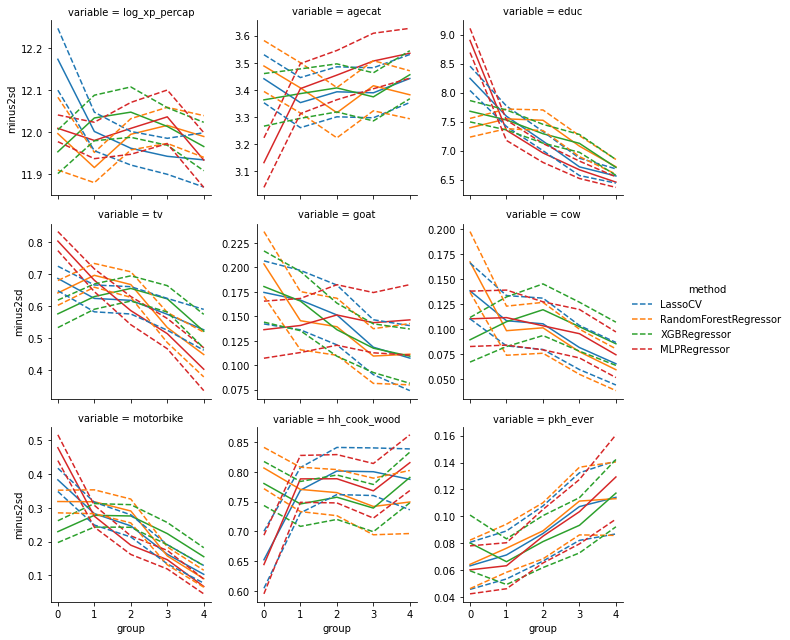 variable = log_xp_percap
variable = agecat
variable = educ
minus2sd
12.2
12.1
12.0
11.9
3.6
3.5
3.4
3.3
3.2
3.1
9.0
8.5
8.0
7.5
7.0
6.5
variable = tv
variable = goat
variable = cow
minus2sd
0.8
0.7
0.6
0.5
0.4
0.225
0.200
0.175
0.150
0.125
0.100
0.075
0.200
0.175
0.150
0.125
0.100
0.075
0.050
method
LassoCV
RandomForestRegressor
XGBRegressor
MLPRegressor
variable = motorbike
variable = hh_cook_wood
variable = pkh_ever
minus2sd
0.5
0.4
0.3
0.2
0.1
0.85
0.80
0.75
0.70
0.65
0.60
0.16
0.14
0.12
0.10
0.08
0.06
0.04
0 1 2 3 4
0 1 2 3 4
0 1 2 3 4
group
group
group